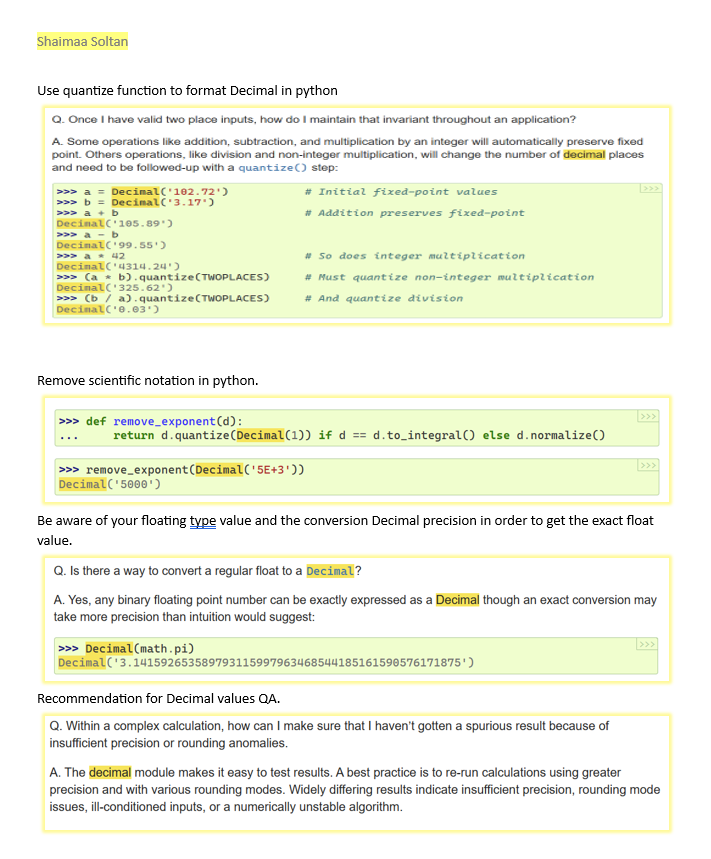 Shaimaa Soltan
Use quantize function to format Decimal in python
Q. Once I have valid two place inputs, how do I maintain that invariant throughout an application?
A. Some operations like addition, subtraction, and multiplication by an integer will automatically preserve fixed
point. Others operations, like division and non-integer multiplication, will change the number of decimal places
and need to be followed-up with a quantize() step:
>>> a = Decimal('102.72')           # Initial fixed-point values
>>>
>>> b = Decimal('3.17')
>>> a + b                           # Addition preserves fixed-point
Decimal('105.89')
>>> a - b
Decimal('99.55')
>>> a * 42                          # So does integer multiplication
Decimal('4314.24')
>>> (a * b).quantize(TWOPLACES)     # Must quantize non-integer multiplication
Decimal('325.62')
>>> (b / a).quantize(TWOPLACES)     # And quantize division
Decimal('0.03')
Remove scientific notation in python.
>>> def remove_exponent(d):
>>>
...     return d.quantize(Decimal(1)) if d == d.to_integral() else d.normalize()
>>> remove_exponent(Decimal('5E+3'))
>>>
Decimal('5000')
Be aware of your floating type value and the conversion Decimal precision in order to get the exact float
value.
Q. Is there a way to convert a regular float to a Decimal?
A. Yes, any binary floating point number can be exactly expressed as a Decimal though an exact conversion may
take more precision than intuition would suggest:
>>> Decimal(math.pi)
>>>
Decimal('3.141592653589793115997963468544185161590576171875')
Recommendation for Decimal values QA.
Q. Within a complex calculation, how can I make sure that I haven't gotten a spurious result because of
insufficient precision or rounding anomalies.
A. The decimal module makes it easy to test results. A best practice is to re-run calculations using greater
precision and with various rounding modes. Widely differing results indicate insufficient precision, rounding mode
issues, ill-conditioned inputs, or a numerically unstable algorithm.